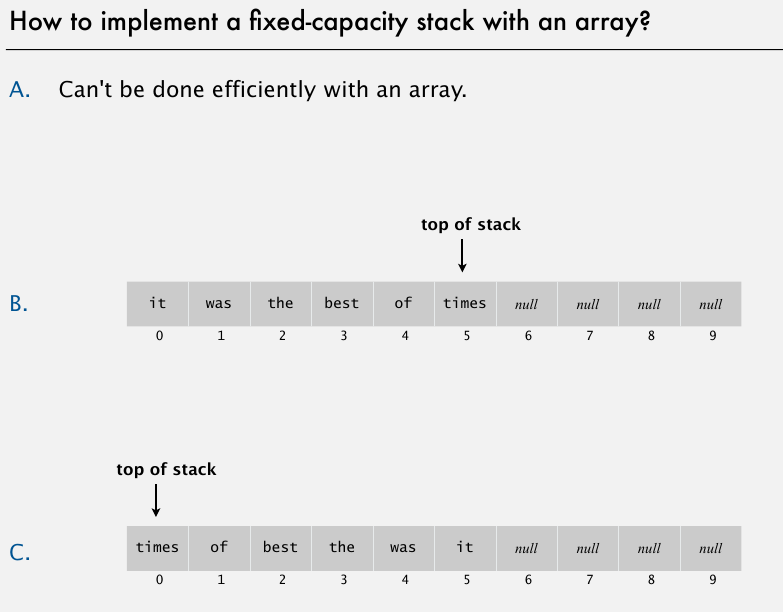 How to implement a fixed-capacity stack with an array?
A. Can't be done efficiently with an array.
top of stack
B. it was the best of times null null null null
0 1 2 3 4 5 6 7 8 9
top of stack
C. times of best the was it null null null null
0 1 2 3 4 5 6 7 8 9